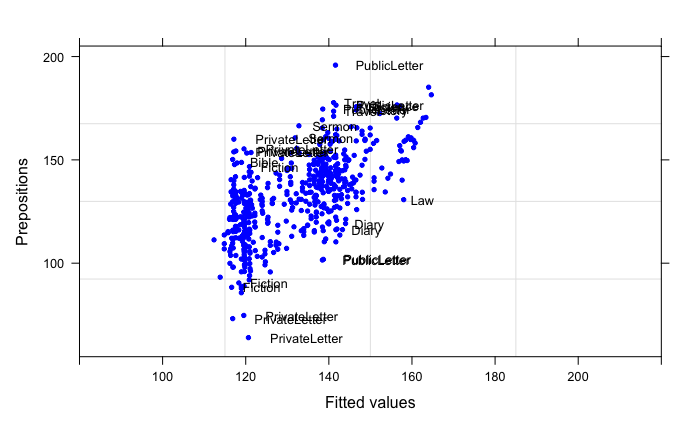 200
PublicLetter
Travel
Sermon
PrivateLetter
Bible
Fiction
150
Law
Diary
Diary
100
PublicLetter
Fiction
Fiction
PrivateLetter
PrivateLetter
PrivateLetter
Prepositions
100
120
140
160
180
200
Fitted values